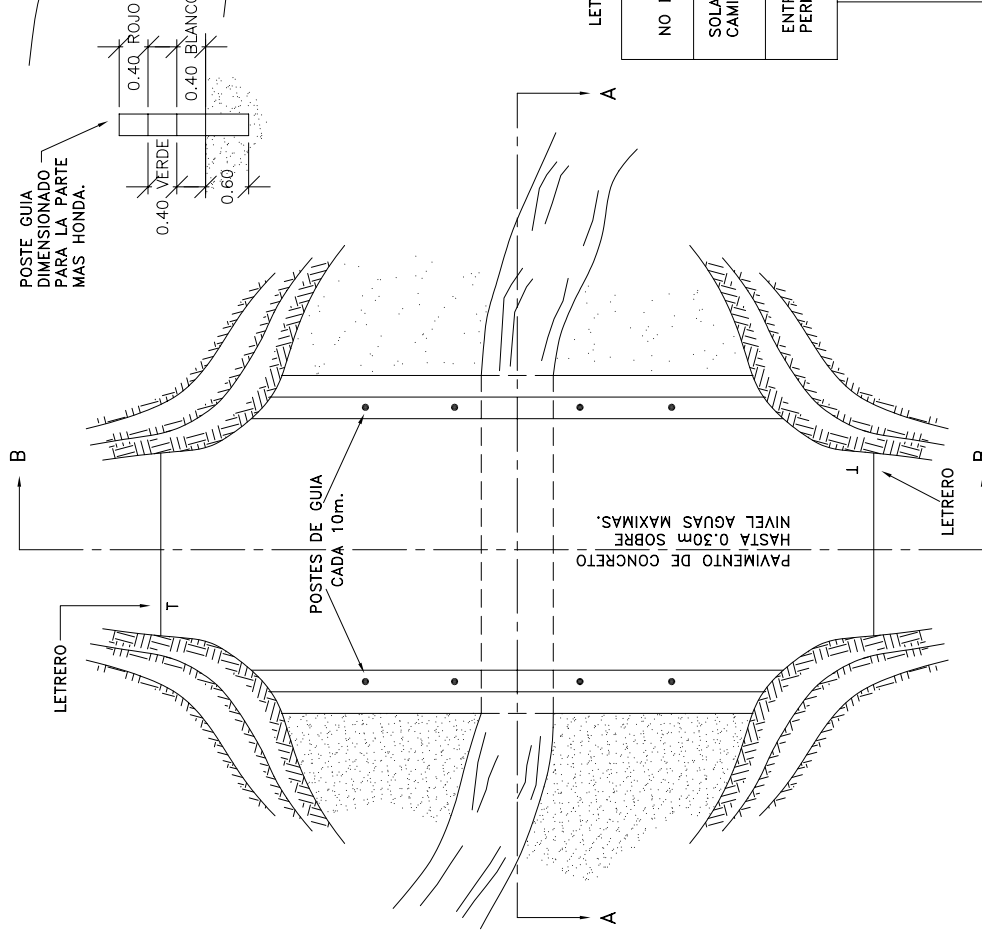 POSTE GUIA
DIMENSIONADO
PARA LA PARTE
MAS HONDA.
0.40 ROJO
0.40 VERDE
0.40 BLANCO
0.60
B
LETRERO
POSTES DE GUIA
CADA 10m.
A
A
PAVIMENTO DE CONCRETO
HASTA 0.30m SOBRE
NIVEL AGUAS MAXIMAS.
LETRERO
B
LET
NO
SOLA
CAMI
ENT
PERI